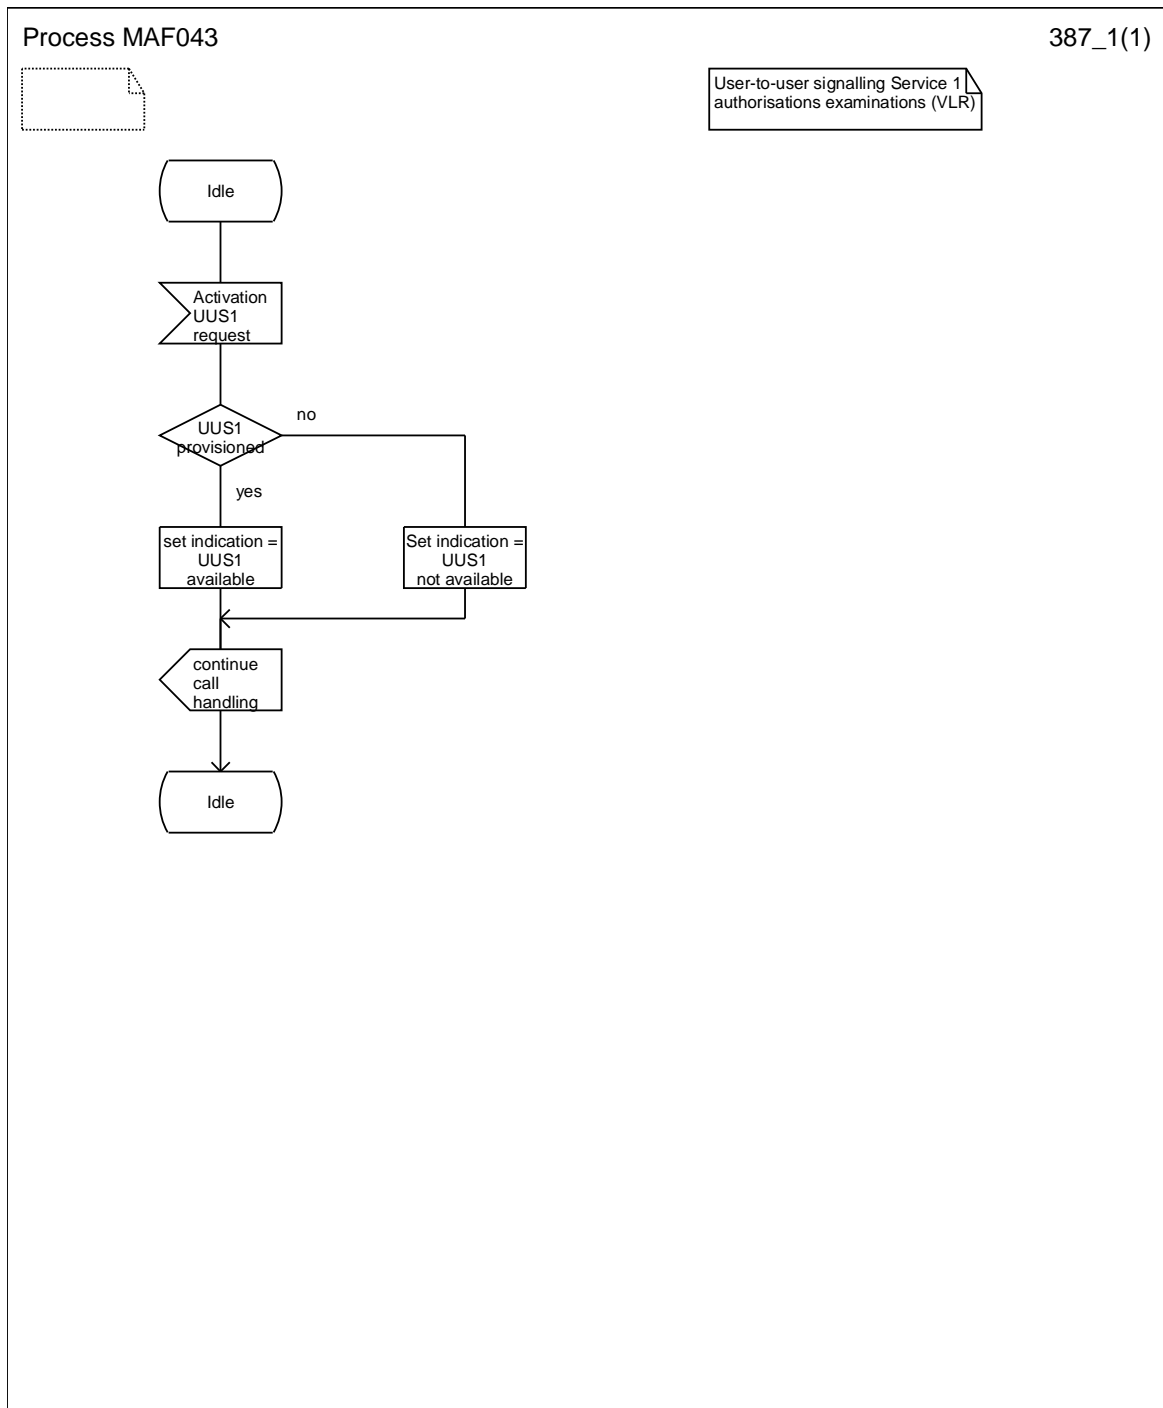 Process MAF043
387_1(1)
User-to-user signalling Service 1
authorisations examinations (VLR)
Idle
Activation
UUS1
request
UUS1
provisioned
no
yes
set indication =
UUS1
available
Set indication =
UUS1
not available
continue
call
handling
Idle